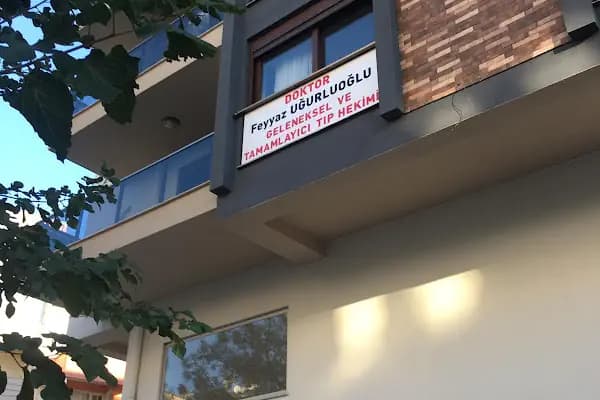 DOKTOR
Feyyaz UĞURLUOĞLU
GELENEKSEL VE
TAMAMLAYICI TIP HEKİMİ